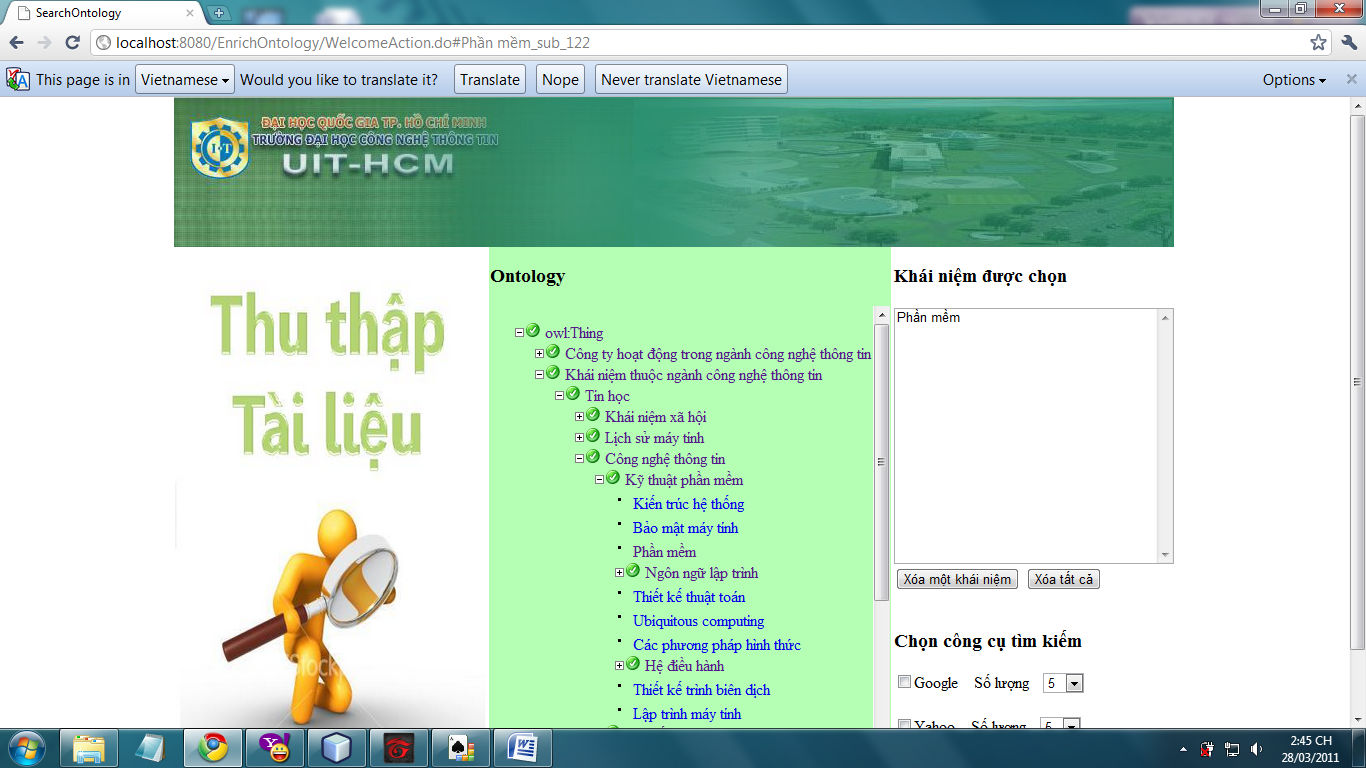 SearchOntology
localhost:8080/EnrichOntology/WelcomeAction.do#Phần mềm_sub_122
This page is in Vietnamese Would you like to translate it? Translate Nope Never translate Vietnamese Options
ĐẠI HỌC QUỐC GIA TP. HỒ CHÍ MINH
TRƯỜNG ĐẠI HỌC CÔNG NGHỆ THÔNG TIN
UIT-HCM
Thu thập
Tài liệu
Ontology
owl:Thing
Công ty hoạt động trong ngành công nghệ thông tin
Khái niệm thuộc ngành công nghệ thông tin
Tin học
Khái niệm xã hội
Lịch sử máy tính
Công nghệ thông tin
Kỹ thuật phần mềm
Kiến trúc hệ thống
Bảo mật máy tính
Phần mềm
Ngôn ngữ lập trình
Thiết kế thuật toán
Ubiquitous computing
Các phương pháp hình thức
Hệ điều hành
Thiết kế trình biên dịch
Lập trình máy tính
Khái niệm được chọn
Phần mềm
Xóa một khái niệm Xóa tất cả
Chọn công cụ tìm kiếm
Google Số lượng 5
Yahoo Số lượng 5
2:45 CH
28/03/2011